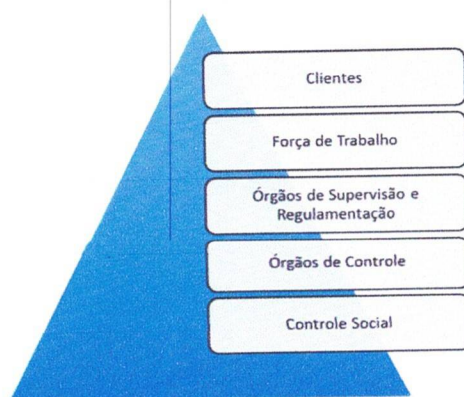 Clientes
Força de Trabalho
Órgãos de Supervisão e
Regulamentação
Órgãos de Controle
Controle Social